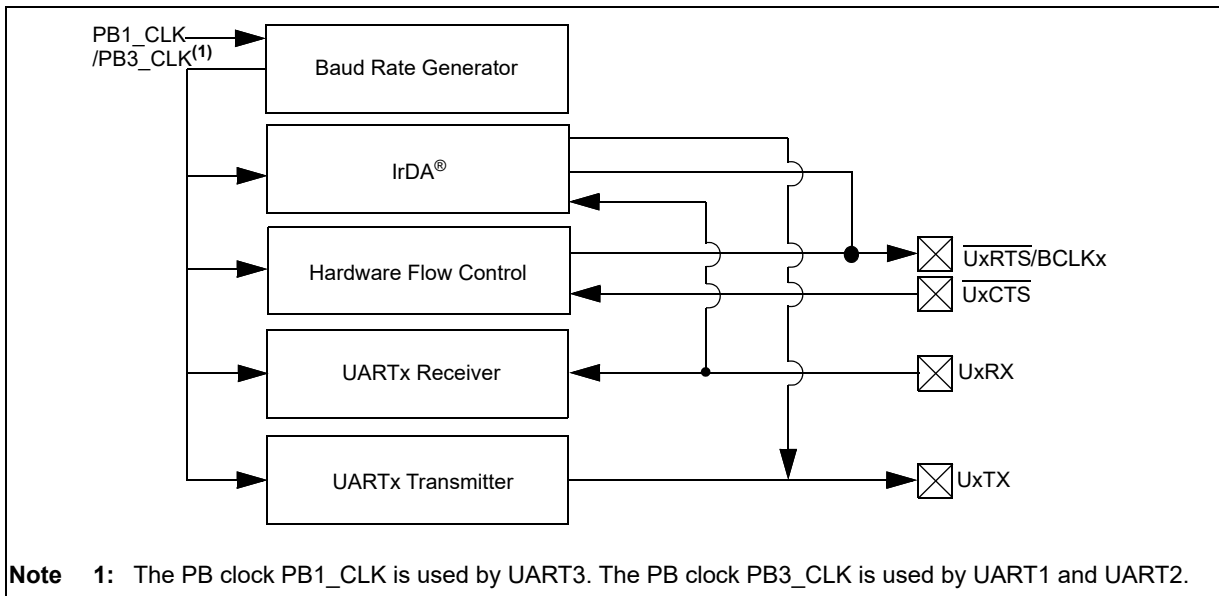 PB1_CLK
/PB3_CLK(1)
Baud Rate Generator
IrDA®
Hardware Flow Control
UxRTS/BCLKx
UxCTS
UARTx Receiver
UxRX
UARTx Transmitter
UxTX
Note 1: The PB clock PB1_CLK is used by UART3. The PB clock PB3_CLK is used by UART1 and UART2.